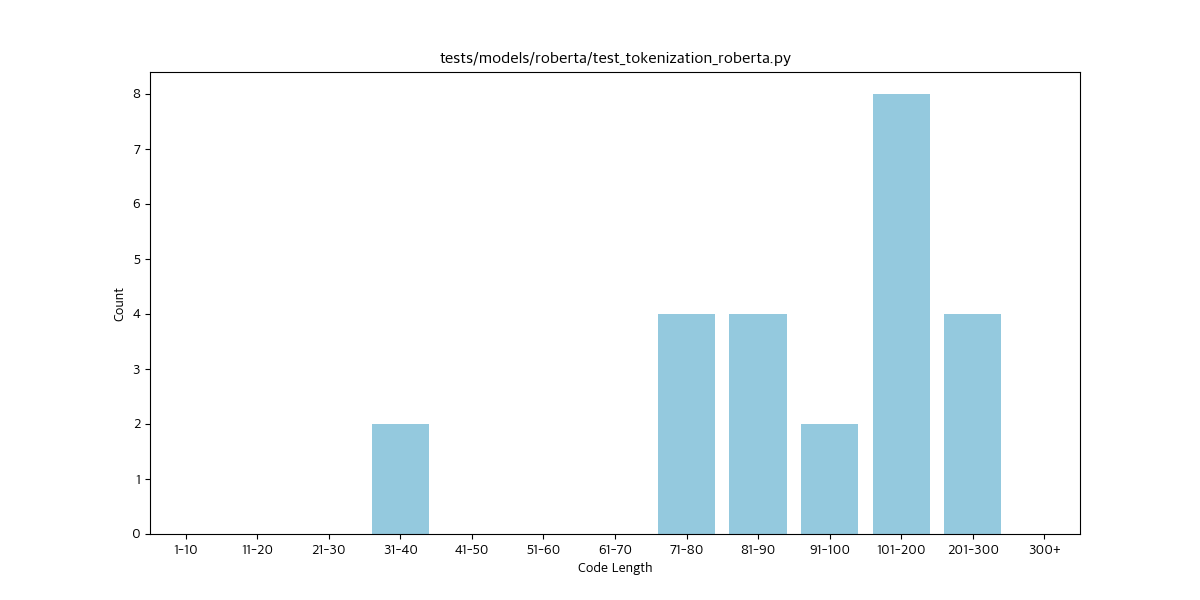 tests/models/roberta/test_tokenization_roberta.py
8
7
6
5
4
3
2
1
0
Count
1-10 11-20 21-30 31-40 41-50 51-60 61-70 71-80 81-90 91-100 101-200 201-300 300+
Code Length